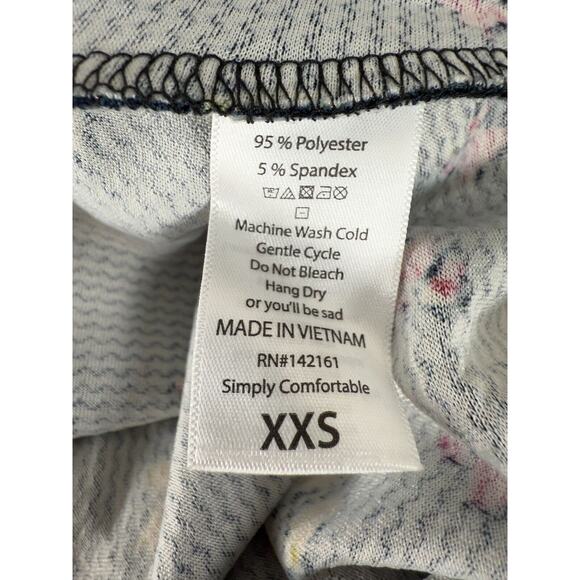 95 % Polyester
5 % Spandex
Machine Wash Cold
Gentle Cycle
Do Not Bleach
Hang Dry
or you'll be sad
MADE IN VIETNAM
RN#142161
Simply Comfortable
XXS